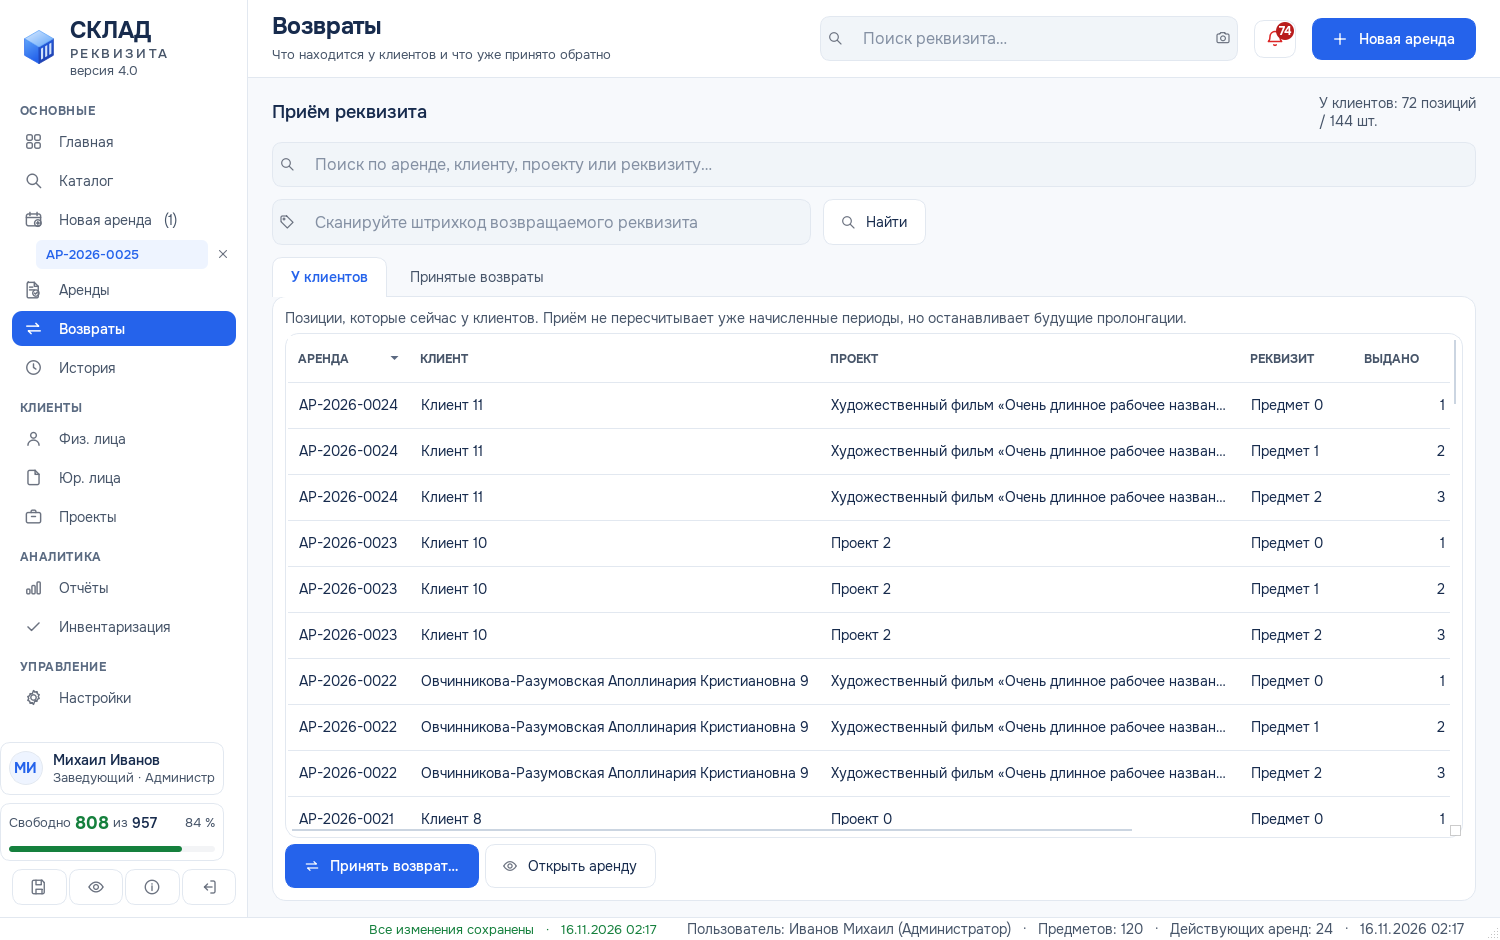 СКЛАД
РЕКВИЗИТА
версия 4.0
ОСНОВНЫЕ
Главная
Каталог
Новая аренда (1)
АР-2026-0025
Аренды
Возвраты
История
КЛИЕНТЫ
Физ. лица
Юр. лица
Проекты
АНАЛИТИКА
Отчёты
Инвентаризация
УПРАВЛЕНИЕ
Настройки
МИ
Михаил Иванов
Заведующий · Администр
Свободно 808 из 957 84 %
Возвраты
Что находится у клиентов и что уже принято обратно
Поиск реквизита...
74
Новая аренда
Приём реквизита
У клиентов: 72 позиций
/ 144 шт.
Поиск по аренде, клиенту, проекту или реквизиту...
Сканируйте штрихкод возвращаемого реквизита
Найти
У клиентов Принятые возвраты
Позиции, которые сейчас у клиентов. Приём не пересчитывает уже начисленные периоды, но останавливает будущие пролонгации.
АРЕНДА КЛИЕНТ ПРОЕКТ РЕКВИЗИТ ВЫДАНО
АР-2026-0024 Клиент 11 Художественный фильм «Очень длинное рабочее назван... Предмет 0 1
АР-2026-0024 Клиент 11 Художественный фильм «Очень длинное рабочее назван... Предмет 1 2
АР-2026-0024 Клиент 11 Художественный фильм «Очень длинное рабочее назван... Предмет 2 3
АР-2026-0023 Клиент 10 Проект 2 Предмет 0 1
АР-2026-0023 Клиент 10 Проект 2 Предмет 1 2
АР-2026-0023 Клиент 10 Проект 2 Предмет 2 3
АР-2026-0022 Овчинникова-Разумовская Аполлинария Кристиановна 9 Художественный фильм «Очень длинное рабочее назван... Предмет 0 1
АР-2026-0022 Овчинникова-Разумовская Аполлинария Кристиановна 9 Художественный фильм «Очень длинное рабочее назван... Предмет 1 2
АР-2026-0022 Овчинникова-Разумовская Аполлинария Кристиановна 9 Художественный фильм «Очень длинное рабочее назван... Предмет 2 3
АР-2026-0021 Клиент 8 Проект 0 Предмет 0 1
Принять возврат...
Открыть аренду
Все изменения сохранены · 16.11.2026 02:17 Пользователь: Иванов Михаил (Администратор) · Предметов: 120 · Действующих аренд: 24 · 16.11.2026 02:17